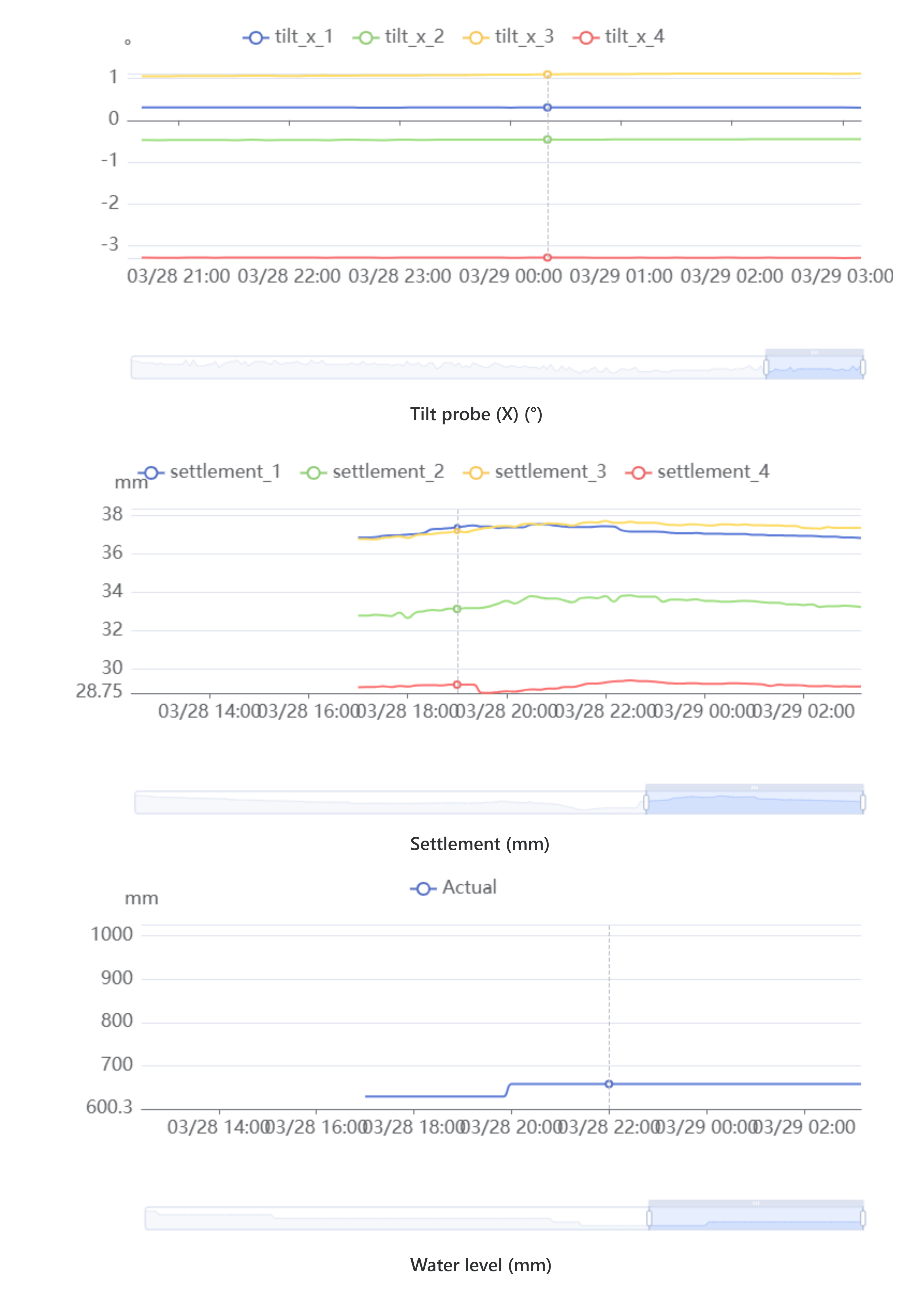 ° tilt_x_1 tilt_x_2 tilt_x_3 tilt_x_4
1
0
-1
-2
-3
03/28 21:00 03/28 22:00 03/28 23:00 03/29 00:00 03/29 01:00 03/29 02:00 03/29 03:00
Tilt probe (X) (°)
settlement_1 settlement_2 settlement_3 settlement_4
mm
38
36
34
32
30
28.75
03/28 14:00 03/28 16:00 03/28 18:00 03/28 20:00 03/28 22:00 03/29 00:00 03/29 02:00
Settlement (mm)
Actual
mm
1000
900
800
700
600.3
03/28 14:00 03/28 16:00 03/28 18:00 03/28 20:00 03/28 22:00 03/29 00:00 03/29 02:00
Water level (mm)